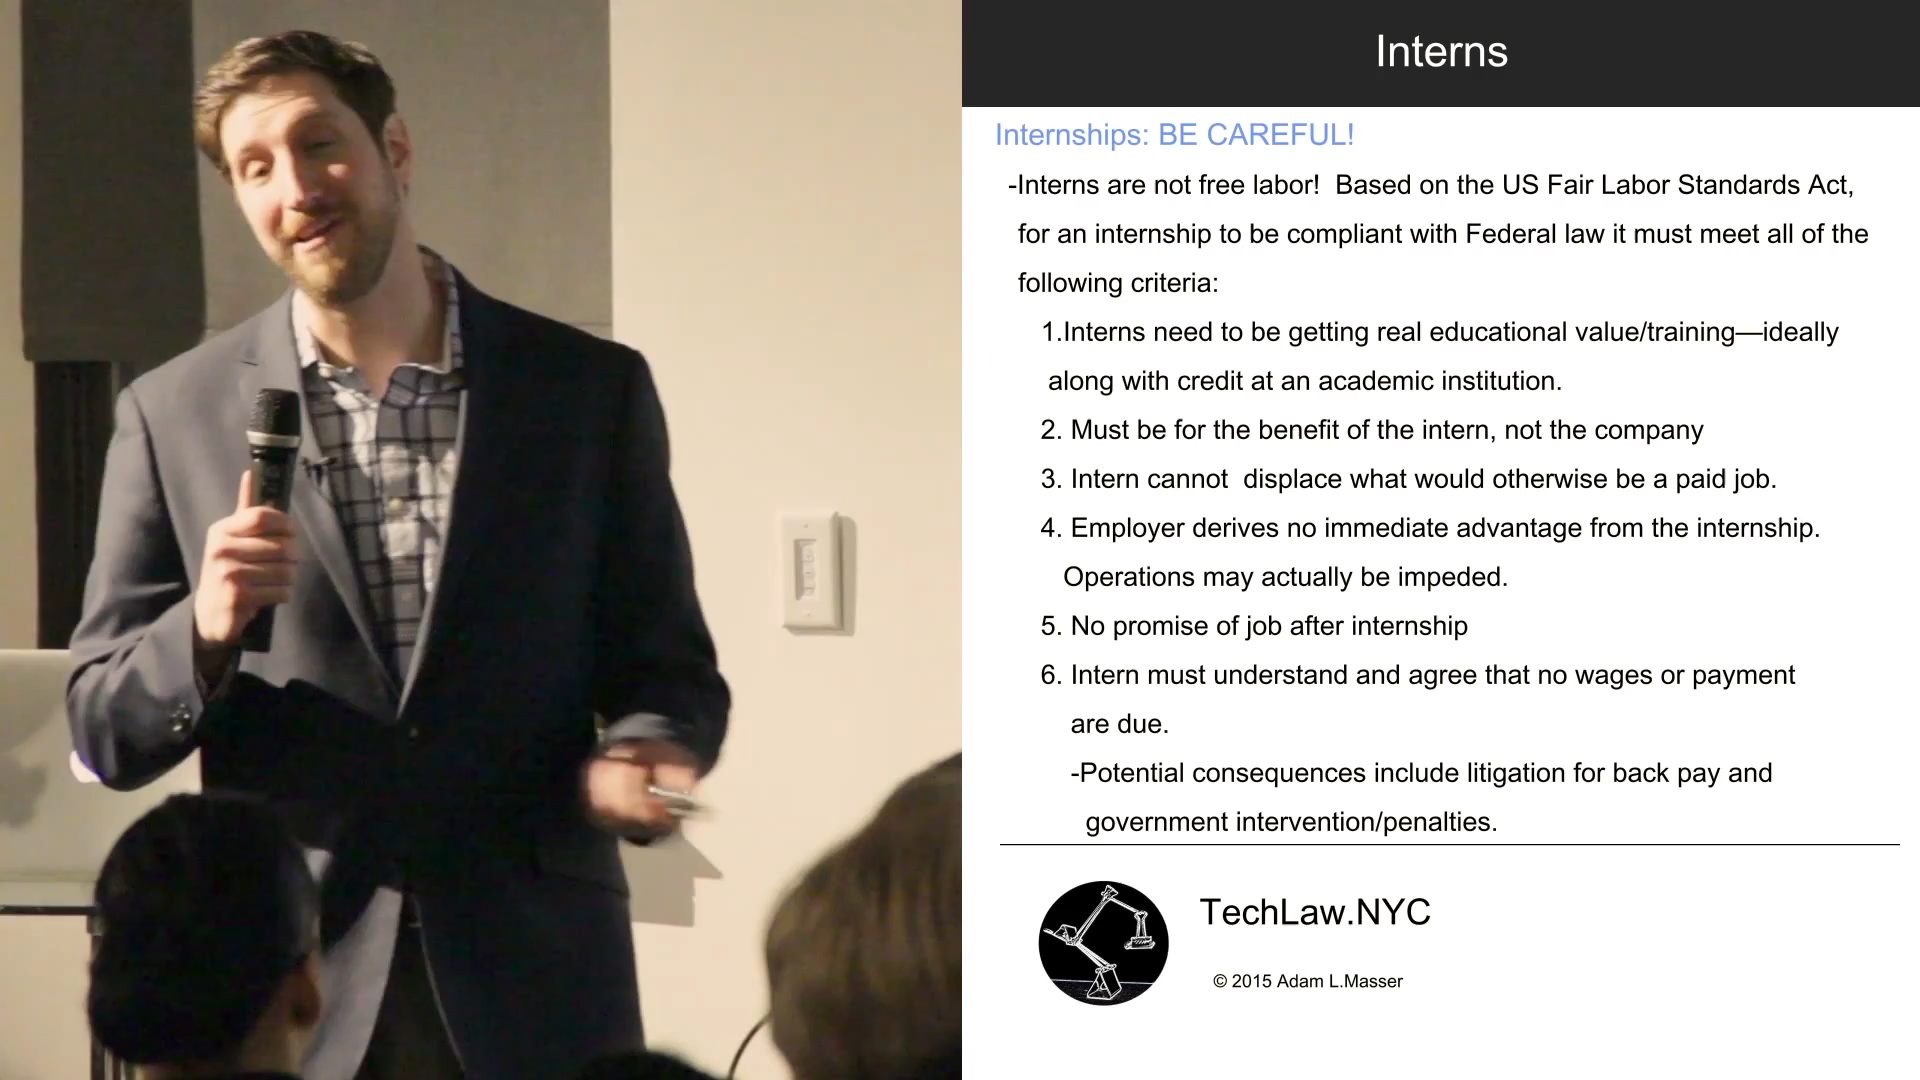 Interns
Internships: BE CAREFUL!
-Interns are not free labor!  Based on the US Fair Labor Standards Act,
for an internship to be compliant with Federal law it must meet all of the
following criteria:
1.Interns need to be getting real educational value/training—ideally
along with credit at an academic institution.
2. Must be for the benefit of the intern, not the company
3. Intern cannot  displace what would otherwise be a paid job.
4. Employer derives no immediate advantage from the internship.
Operations may actually be impeded.
5. No promise of job after internship
6. Intern must understand and agree that no wages or payment
are due.
-Potential consequences include litigation for back pay and
government intervention/penalties.
TechLaw.NYC
© 2015 Adam L.Masser